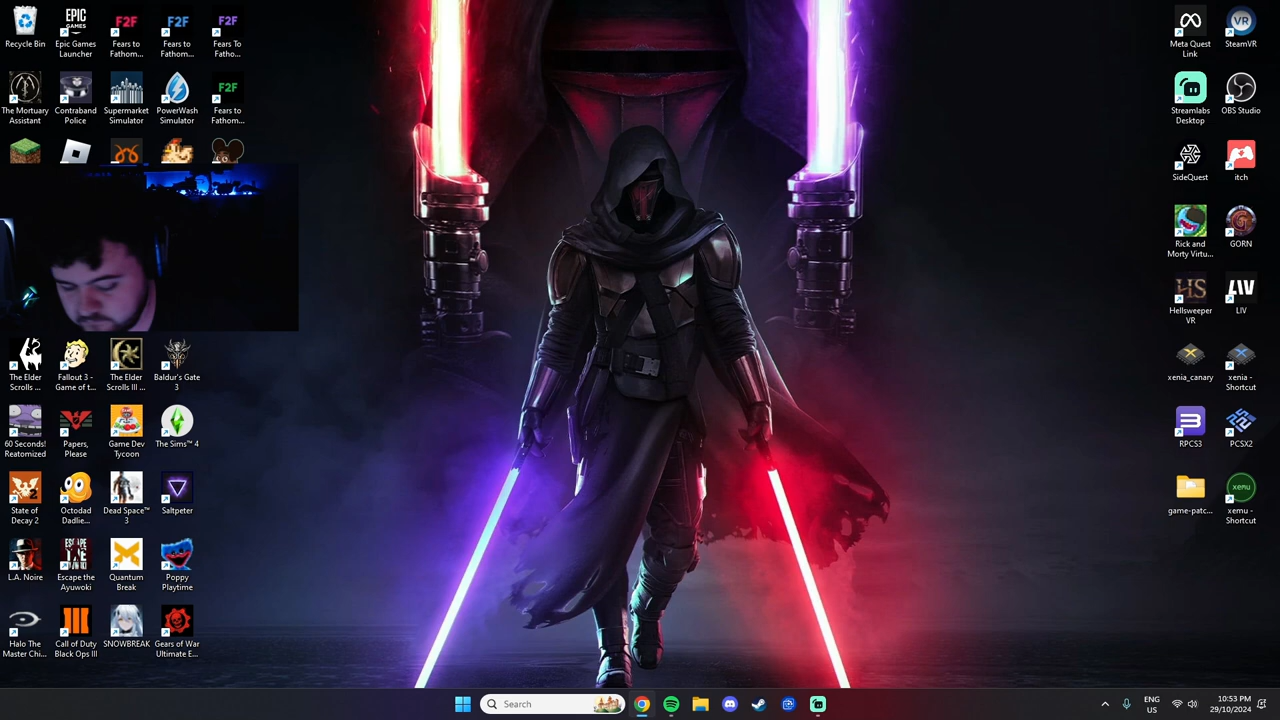 Recycle Bin
EPIC
GAMES
Epic Games
Launcher
F2F
Fears to
Fathom...
F2F
Fears to
Fathom...
F2F
Fears To
Fatho...
The Mortuary
Assistant
Contraband
Police
Supermarket
Simulator
PowerWash
Simulator
F2F
Fears to
Fathom...
The Elder
Scrolls ...
Fallout 3 -
Game of t...
The Elder
Scrolls III ...
Baldur's Gate
3
60 Seconds!
Reatomized
Papers,
Please
Game Dev
Tycoon
The Sims™ 4
State of
Decay 2
Octodad
Dadlie...
Dead Space™
3
Saltpeter
L.A. Noire
Escape the
Ayuwoki
Quantum
Break
Poppy
Playtime
Halo The
Master Chi...
Call of Duty
Black Ops III
SNOWBREAK
Gears of War
Ultimate E...
Meta Quest
Link
VR
SteamVR
Streamlabs
Desktop
OBS Studio
SideQuest
itch
Rick and
Morty Virtu...
GORN
HS
Hellsweeper
VR
LIV
LIV
xenia_canary
xenia -
Shortcut
RPCS3
PCSX2
game-patc...
xemu
xemu -
Shortcut
Search
ENG
US
10:53 PM
29/10/2024